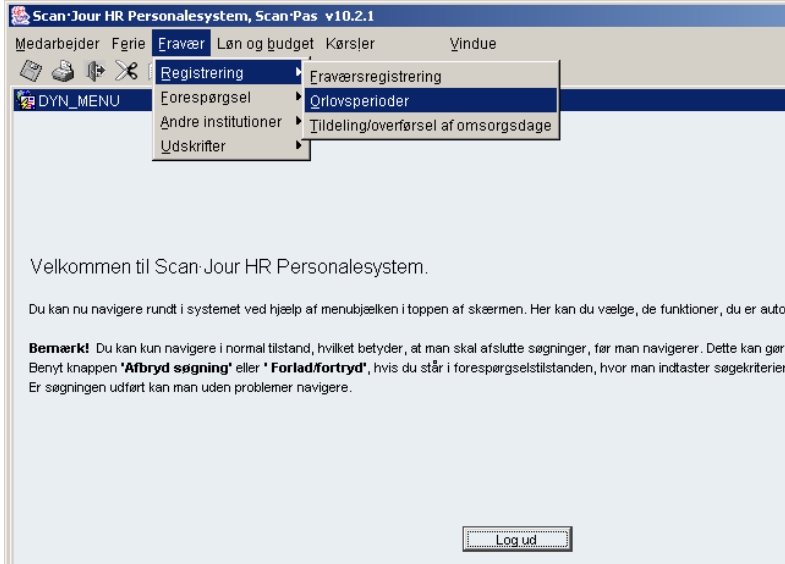 Scan·Jour HR Personalesystem, Scan·Pas v10.2.1
Medarbejder Ferie Fravær Løn og budget Kørsler Vindue
Registrering
Forespørgsel
Andre institutioner
Udskrifter
Fraværsregistrering
Orlovsperioder
Tildeling/overførsel af omsorgsdage
DYN_MENU
Velkommen til Scan·Jour HR Personalesystem.
Du kan nu navigere rundt i systemet ved hjælp af menubjælken i toppen af skærmen. Her kan du vælge, de funktioner, du er auto
Bemærk! Du kan kun navigere i normal tilstand, hvilket betyder, at man skal afslutte søgninger, før man navigerer. Dette kan gør
Benyt knappen 'Afbryd søgning' eller ' Forlad/fortryd', hvis du står i forespørgselstilstanden, hvor man indtaster søgekriterier
Er søgningen udført kan man uden problemer navigere.
Log ud